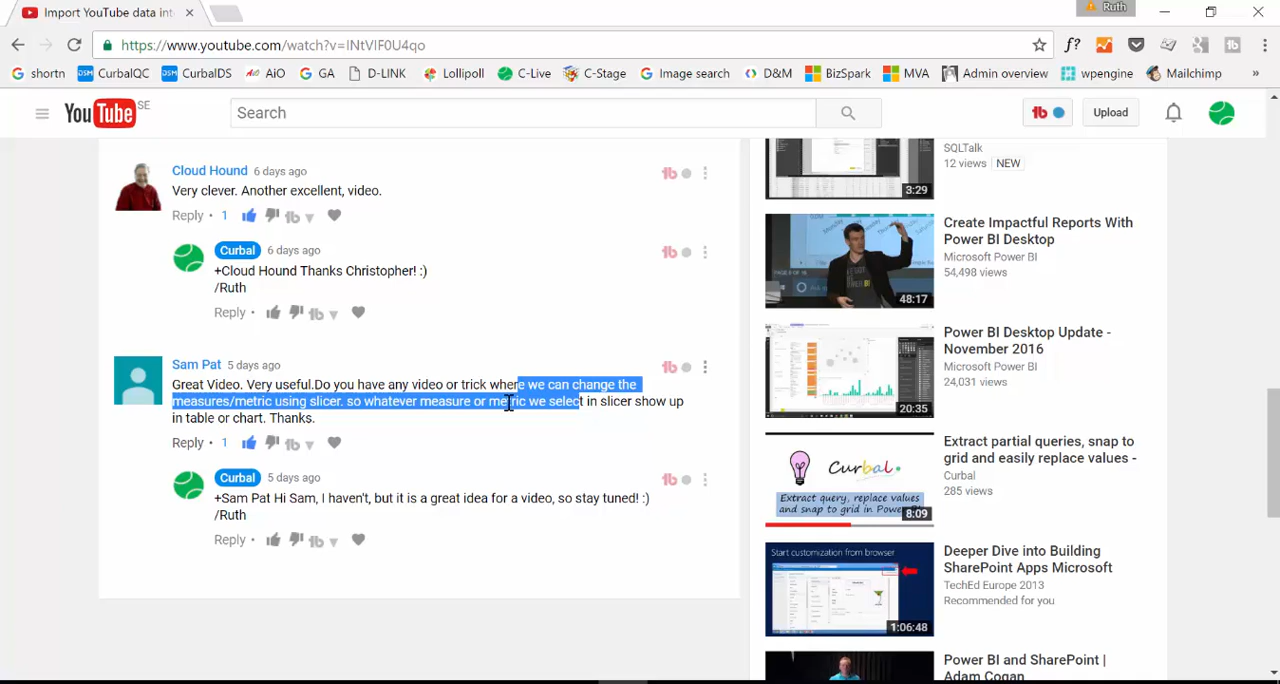 Import YouTube data int
Ruth
https://www.youtube.com/watch?v=INtVIF0U4qo
f?
shortn
DSM CurbalQC
DSM CurbalDS
AiO AiO
GA
D-LINK
Lollipoll
C-Live
C-Stage
Image search
D&M
BizSpark
MVA
Admin overview
wpengine
Mailchimp
»
YouTube SE
Search
tb
Upload
Cloud Hound 6 days ago
Very clever. Another excellent, video.
Reply • 1
Curbal 6 days ago
+Cloud Hound Thanks Christopher! :)
/Ruth
Reply •
Sam Pat 5 days ago
Great Video. Very useful.Do you have any video or trick where we can change the
measures/metric using slicer. so whatever measure or metric we select in slicer show up
in table or chart. Thanks.
Reply • 1
Curbal 5 days ago
+Sam Pat Hi Sam, I haven't, but it is a great idea for a video, so stay tuned! :)
/Ruth
Reply •
SQLTalk
12 views NEW
3:29
Create Impactful Reports With
Power BI Desktop
Microsoft Power BI
54,498 views
48:17
Power BI Desktop Update -
November 2016
Microsoft Power BI
24,031 views
20:35
Extract partial queries, snap to
grid and easily replace values -
Curbal
285 views
Curbal
Extract query, replace values
and snap to grid in Power
8:09
Deeper Dive into Building
SharePoint Apps Microsoft
TechEd Europe 2013
Recommended for you
Start customization from browser
1:06:48
Power BI and SharePoint |
Adam Cogan